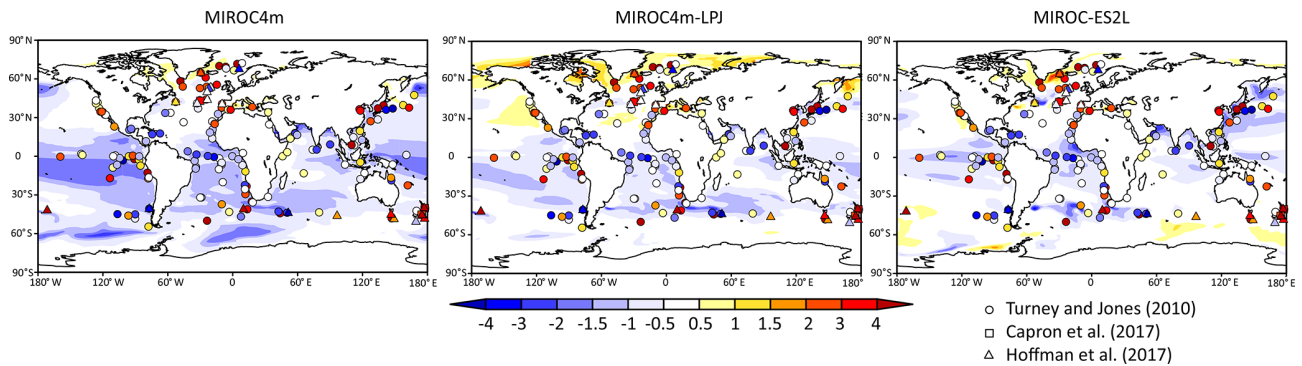 MIROC4m
MIROC4m-LPJ
MIROC-ES2L
90°N
60°N
30°N
0
30°S
60°S
90°S
180°W 120°W 60°W 0 60°E 120°E 180°E
90°N
60°N
30°N
0
30°S
60°S
90°S
180°W 120°W 60°W 0 60°E 120°E 180°E
90°N
60°N
30°N
0
30°S
60°S
90°S
180°W 120°W 60°W 0 60°E 120°E 180°E
-4 -3 -2 -1.5 -1 -0.5 0.5 1 1.5 2 3 4
Turney and Jones (2010)
Capron et al. (2017)
Hoffman et al. (2017)